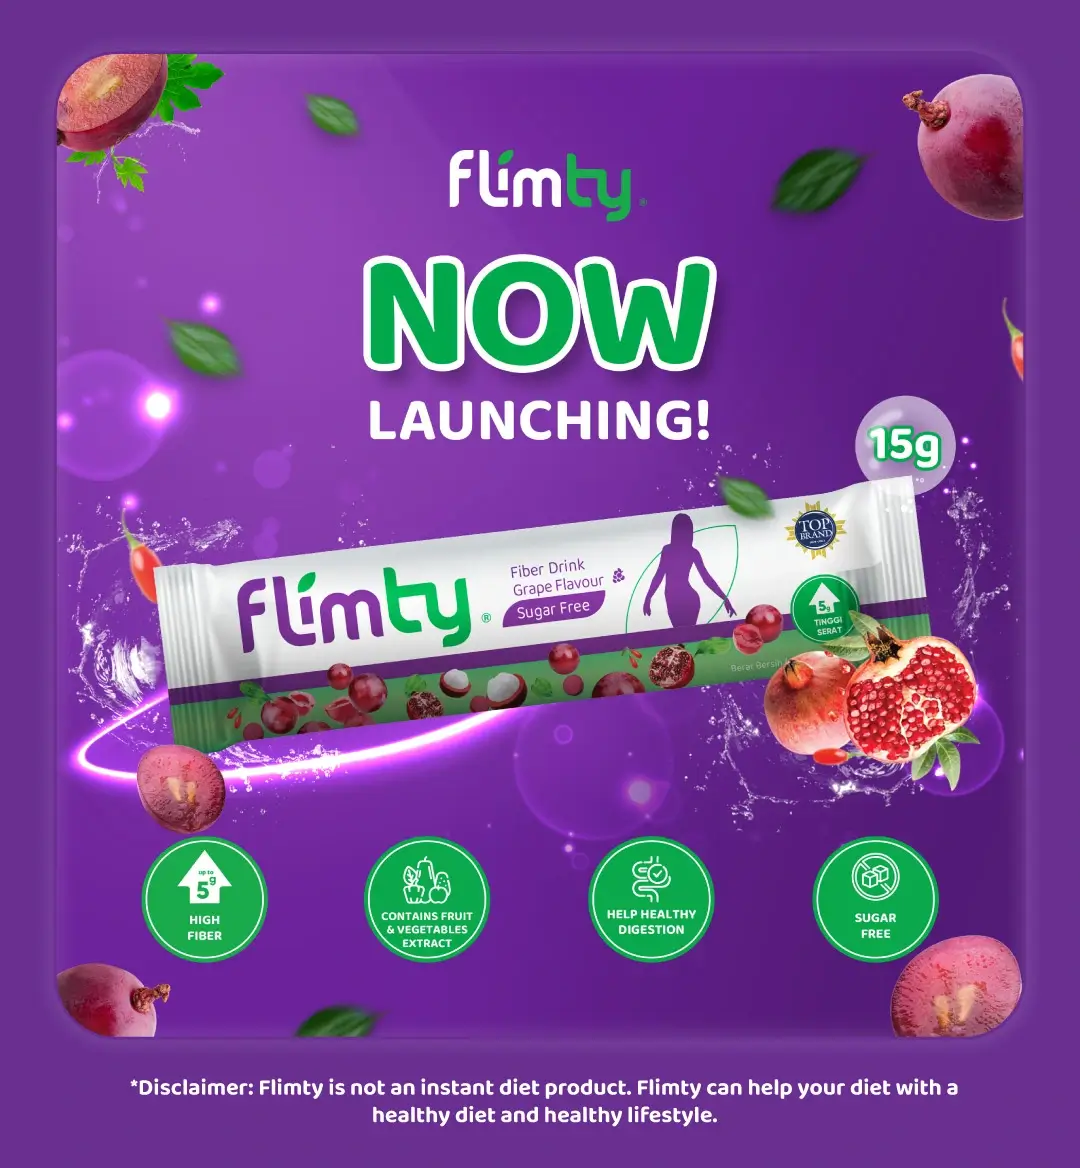 flimty®
NOW
LAUNCHING!
15g
flimty®
Fiber Drink
Grape Flavour
Sugar Free
TOP
BRAND
5g
TINGGI
SERAT
Berat Bersih
up to
5g
HIGH
FIBER
CONTAINS FRUIT
& VEGETABLES
EXTRACT
HELP HEALTHY
DIGESTION
SUGAR
FREE
*Disclaimer: Flimty is not an instant diet product. Flimty can help your diet with a
healthy diet and healthy lifestyle.